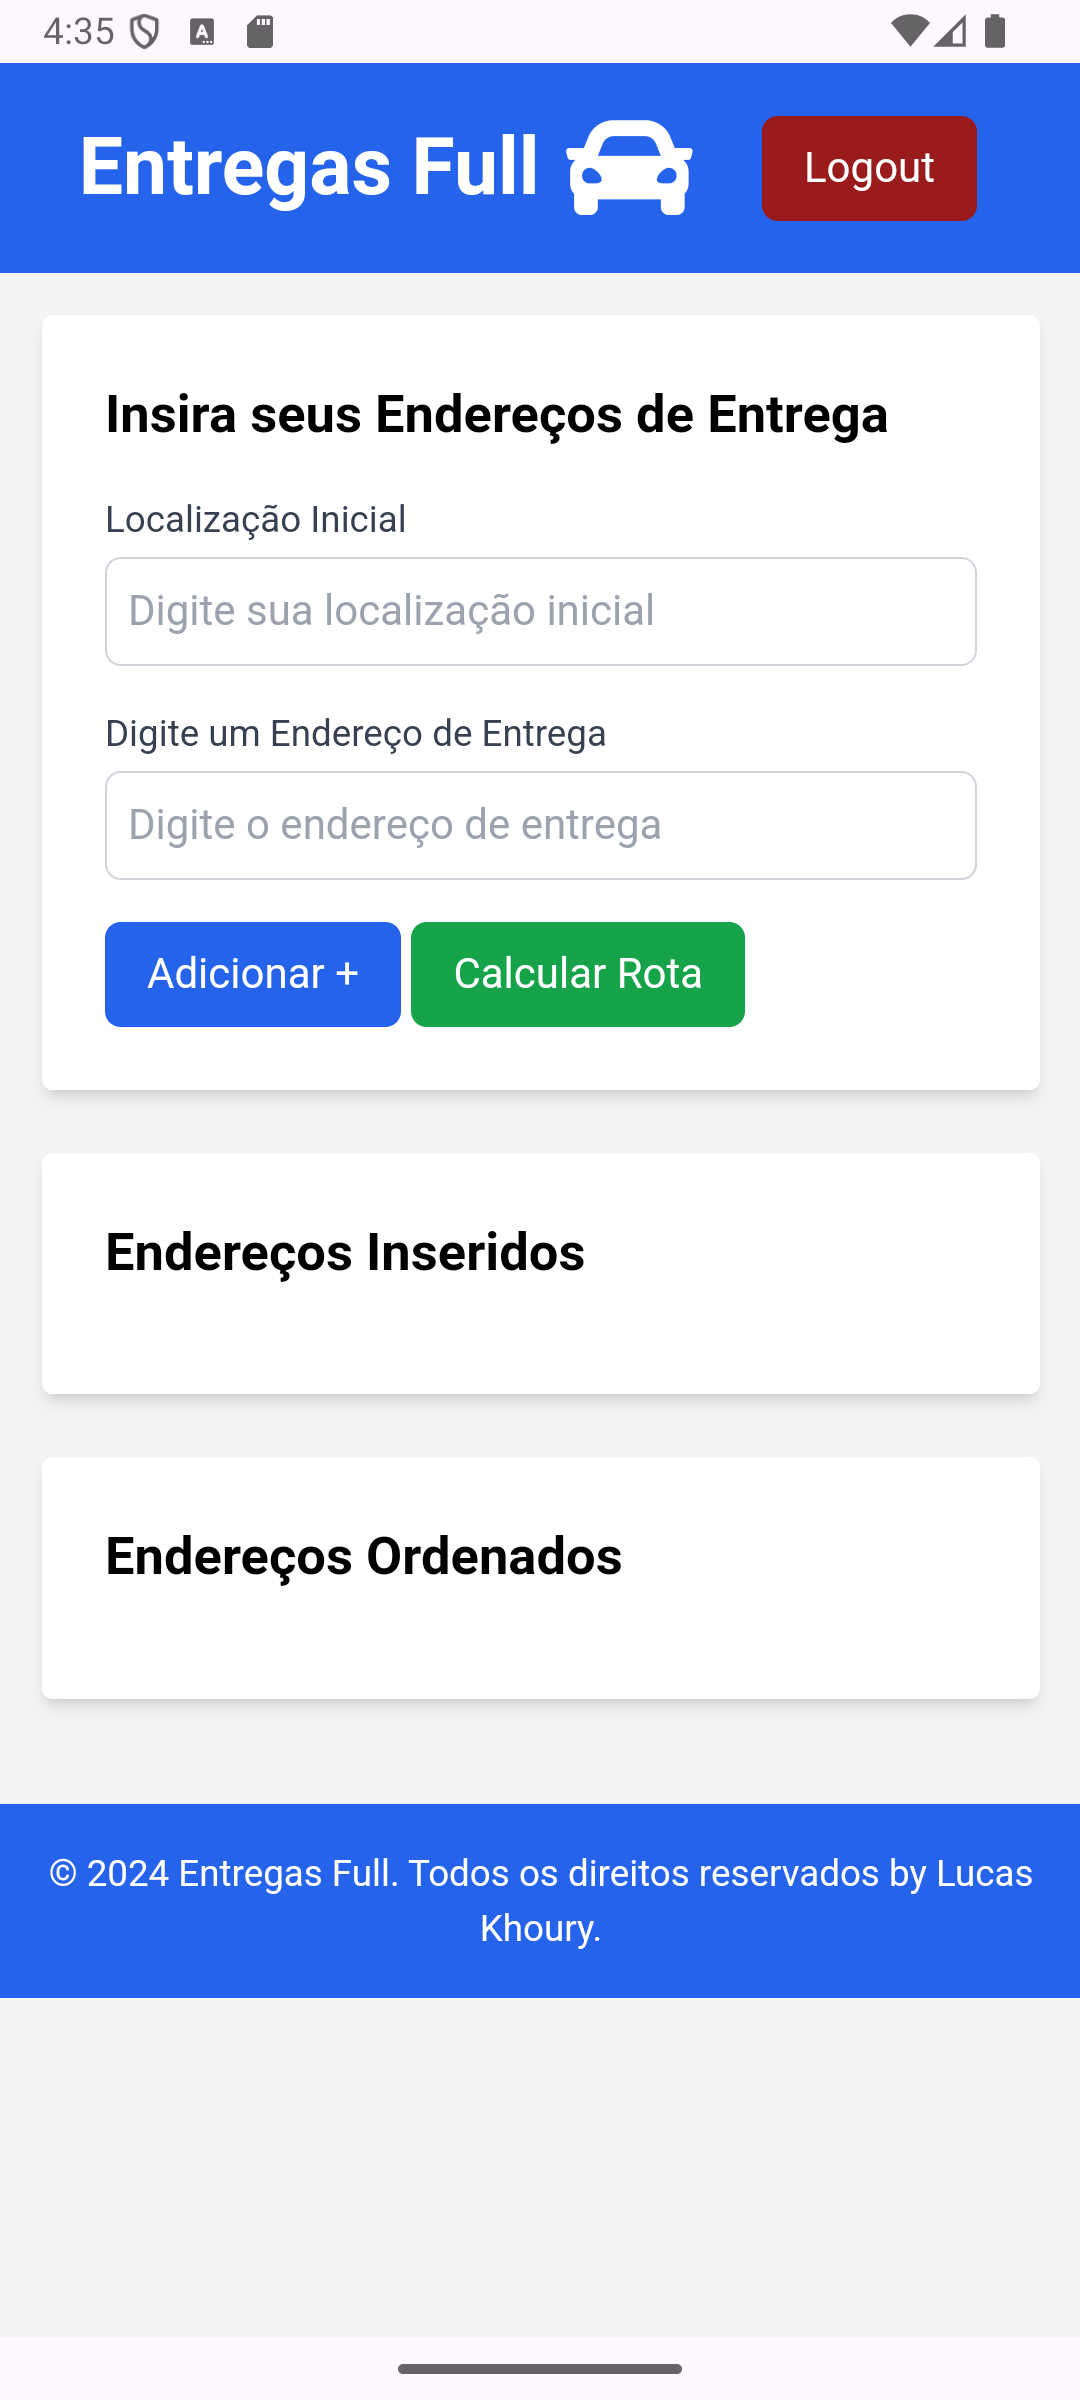 4:35
Entregas Full
Logout
Insira seus Endereços de Entrega
Localização Inicial
Digite sua localização inicial
Digite um Endereço de Entrega
Digite o endereço de entrega
Adicionar +
Calcular Rota
Endereços Inseridos
Endereços Ordenados
© 2024 Entregas Full. Todos os direitos reservados by Lucas
Khoury.